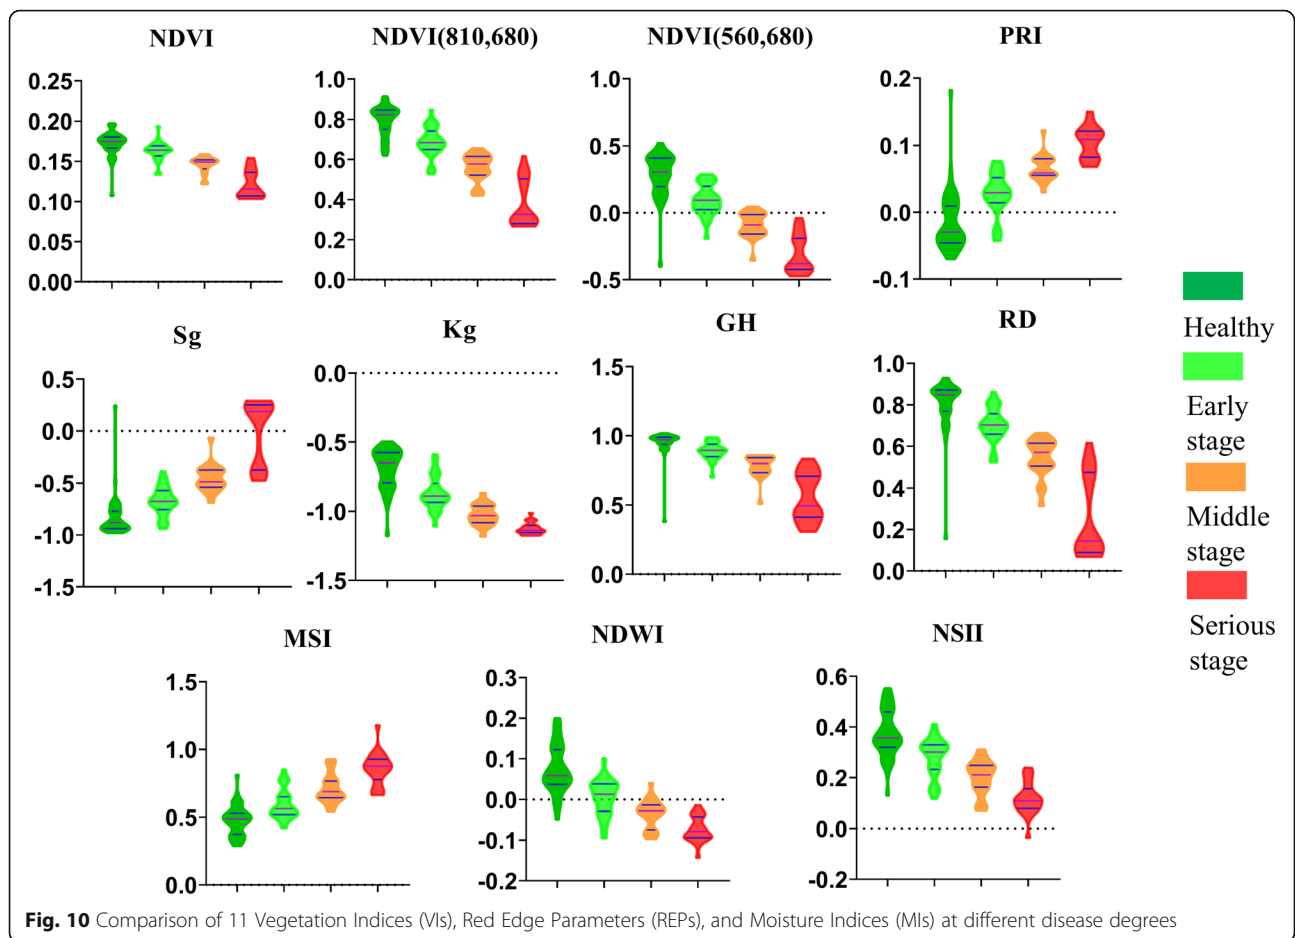 NDVI
NDVI(810,680)
NDVI(560,680)
PRI
0.25
0.20
0.15
0.10
0.05
0.00
1.0
0.8
0.6
0.4
0.2
0.0
1.0
0.5
0.0
-0.5
0.2
0.1
0.0
-0.1
Sg
Kg
GH
RD
0.5
0.0
-0.5
-1.0
-1.5
0.0
-0.5
-1.0
-1.5
1.5
1.0
0.5
0.0
1.0
0.8
0.6
0.4
0.2
0.0
Healthy
Early
stage
Middle
stage
Serious
stage
MSI
NDWI
NSII
1.5
1.0
0.5
0.0
0.3
0.2
0.1
0.0
-0.1
-0.2
0.6
0.4
0.2
0.0
-0.2
Fig. 10 Comparison of 11 Vegetation Indices (VIs), Red Edge Parameters (REPs), and Moisture Indices (MIs) at different disease degrees